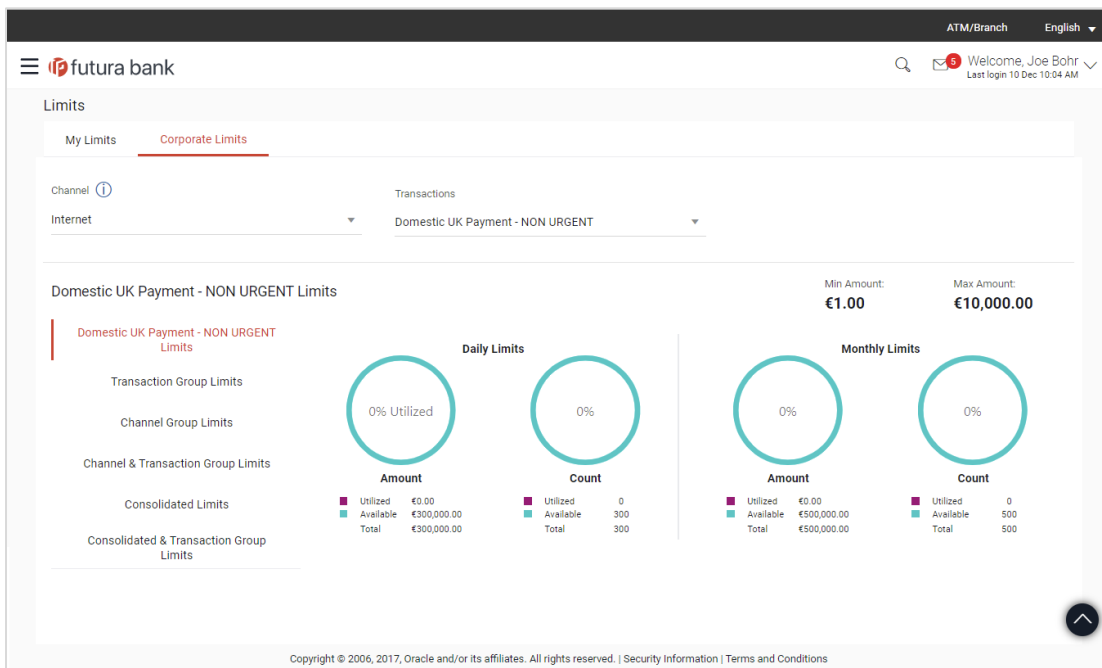 ATM/Branch English
futura bank
5 Welcome, Joe Bohr
Last login 10 Dec 10:04 AM
Limits
My Limits Corporate Limits
Channel i Transactions
Internet Domestic UK Payment - NON URGENT
Domestic UK Payment - NON URGENT Limits
Min Amount: Max Amount:
€1.00 €10,000.00
Domestic UK Payment - NON URGENT
Limits
Transaction Group Limits
Channel Group Limits
Channel & Transaction Group Limits
Consolidated Limits
Consolidated & Transaction Group
Limits
Daily Limits
0% Utilized 0%
Amount Count
Utilized €0.00 Utilized 0
Available €300,000.00 Available 300
Total €300,000.00 Total 300
Monthly Limits
0% 0%
Amount Count
Utilized €0.00 Utilized 0
Available €500,000.00 Available 500
Total €500,000.00 Total 500
Copyright © 2006, 2017, Oracle and/or its affiliates. All rights reserved. | Security Information | Terms and Conditions